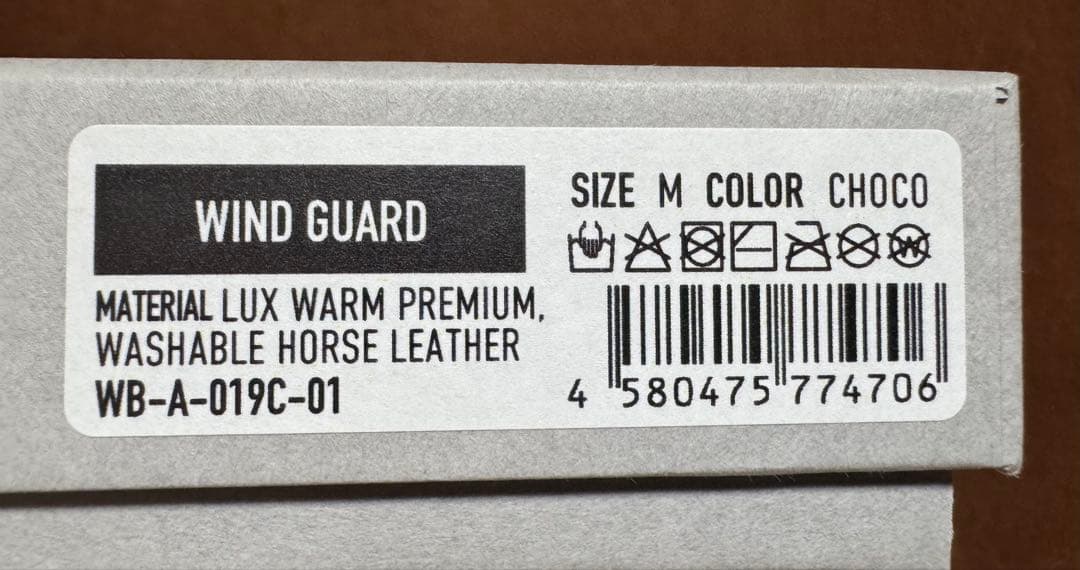 WIND GUARD
MATERIAL LUX WARM PREMIUM,
WASHABLE HORSE LEATHER
WB-A-019C-01
SIZE M COLOR CHOCO
4 580475 774706